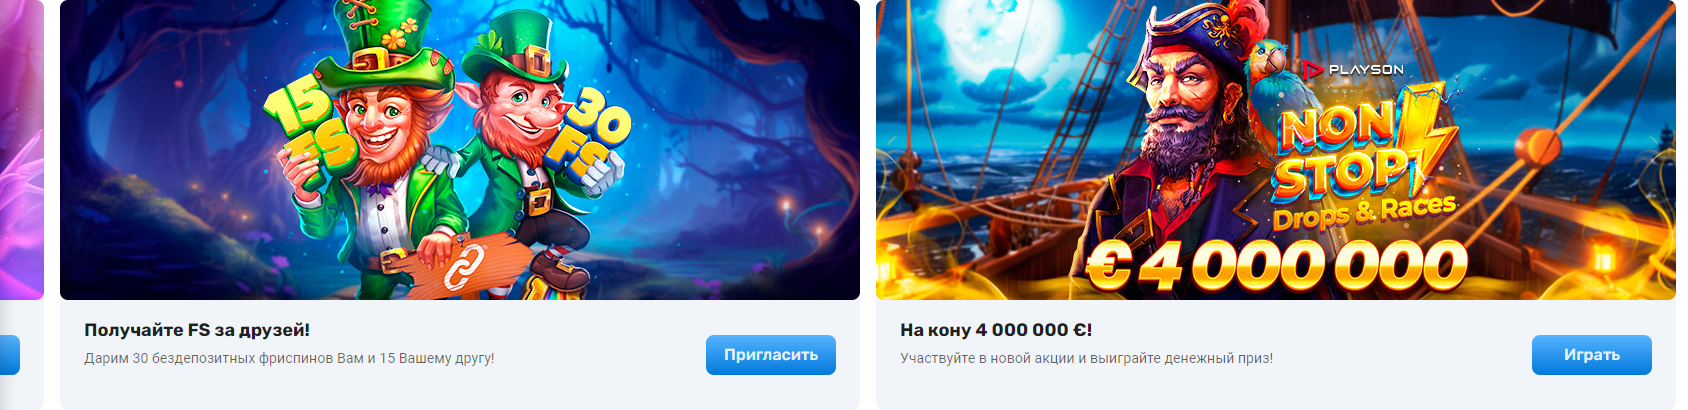 15
FS
30
FS
Получайте FS за друзей!
Дарим 30 бездепозитных фриспинов Вам и 15 Вашему другу!
Пригласить
PLAYSON
NON
STOP
Drops & Races
€4 000 000
На кону 4 000 000 €!
Участвуйте в новой акции и выиграйте денежный приз!
Играть